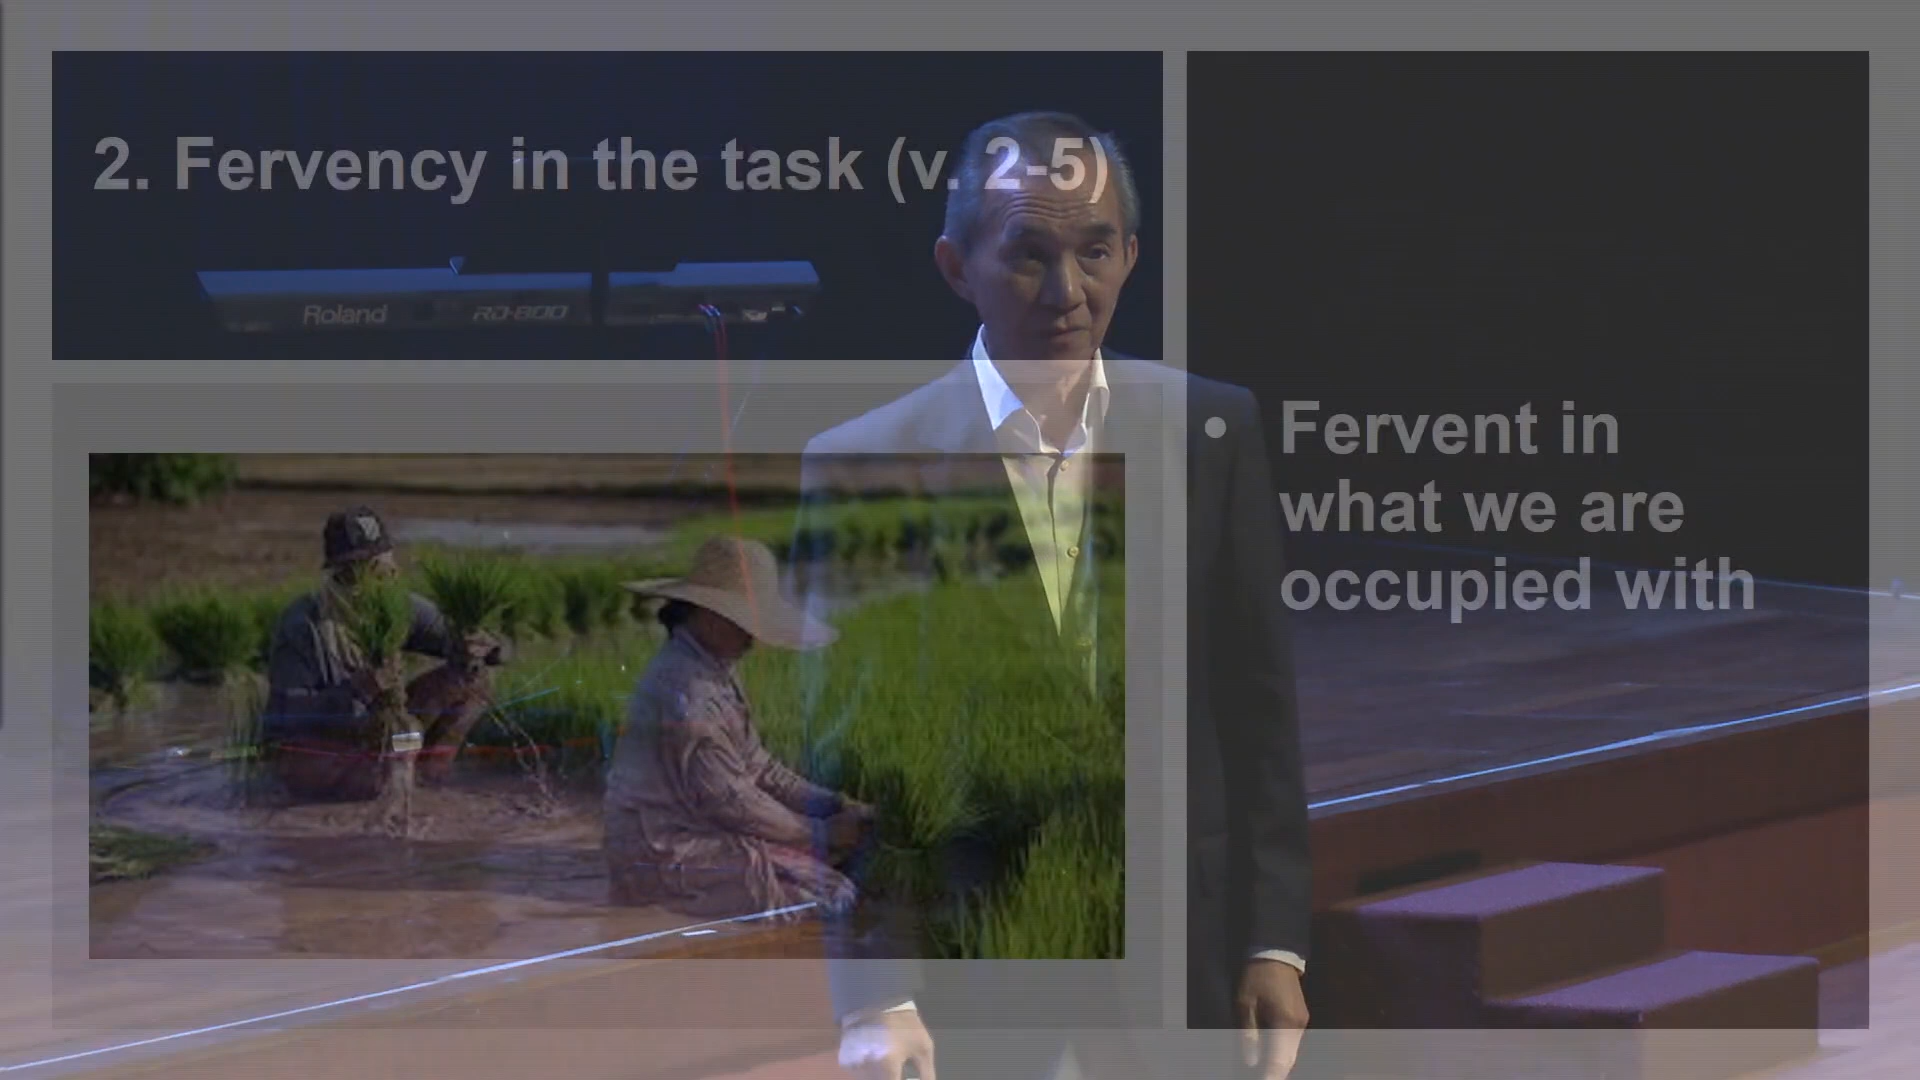 2. Fervency in the task (v. 2-5)
Roland
RD-800
• Fervent in
what we are
occupied with